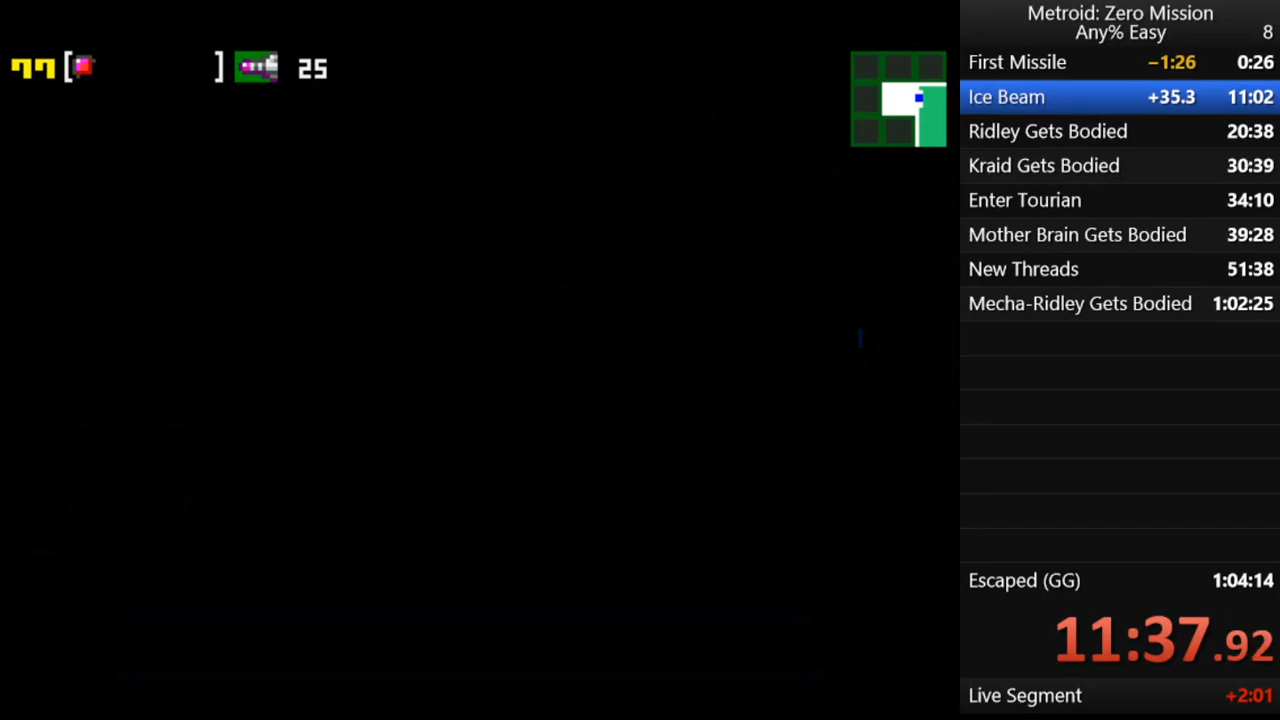 77 [ ] 25
Metroid: Zero Mission
Any% Easy 8
First Missile −1:26 0:26
Ice Beam +35.3 11:02
Ridley Gets Bodied 20:38
Kraid Gets Bodied 30:39
Enter Tourian 34:10
Mother Brain Gets Bodied 39:28
New Threads 51:38
Mecha-Ridley Gets Bodied 1:02:25
Escaped (GG) 1:04:14
11:37.92
Live Segment +2:01